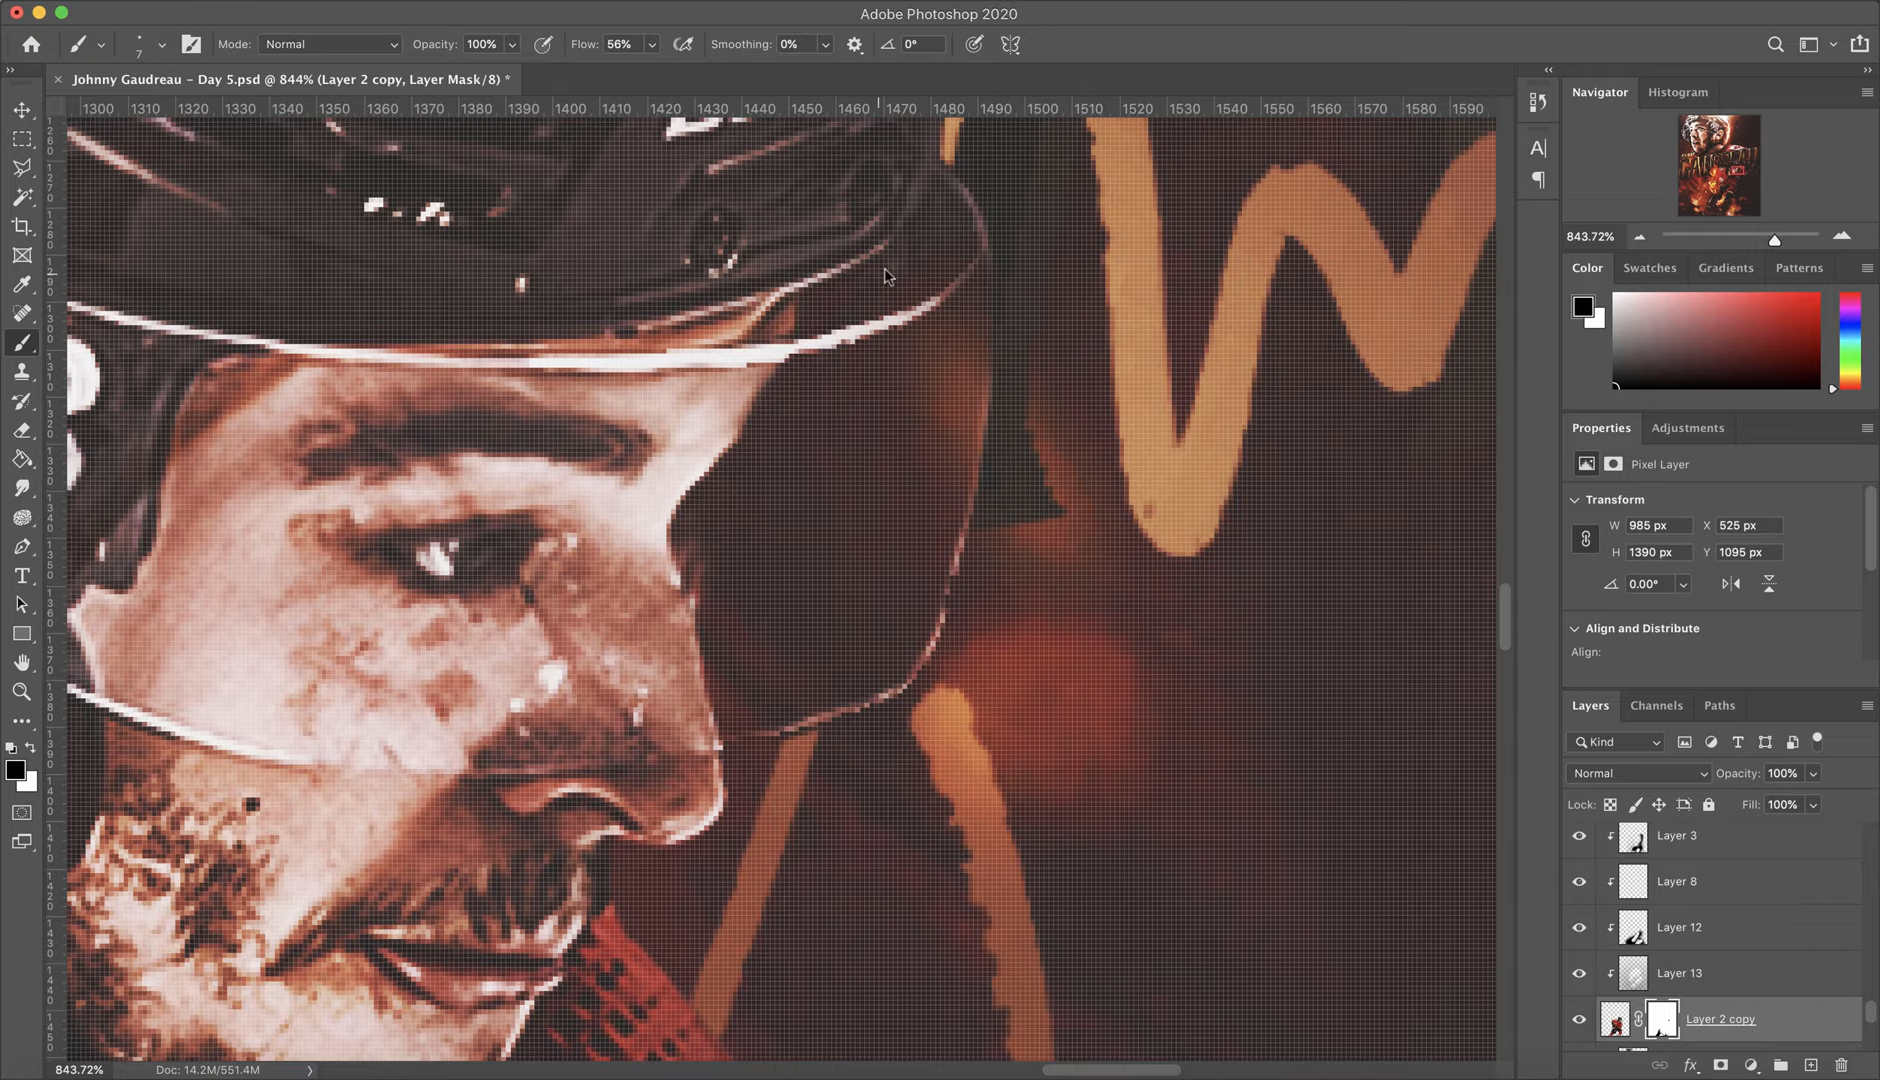 Adobe Photoshop 2020
7 Mode: Normal Opacity: 100% Flow: 56% Smoothing: 0% 0°
Johnny Gaudreau – Day 5.psd @ 844% (Layer 2 copy, Layer Mask/8) *
1300 1310 1320 1330 1340 1350 1360 1370 1380 1390 1400 1410 1420 1430 1440 1450 1460 1470 1480 1490 1500 1510 1520 1530 1540 1550 1560 1570 1580 1590
Navigator Histogram
843.72%
Color Swatches Gradients Patterns
Properties Adjustments
Pixel Layer
Transform
W 985 px X 525 px
H 1390 px Y 1095 px
0.00°
Align and Distribute
Align:
Layers Channels Paths
Kind
Normal Opacity: 100%
Lock: Fill: 100%
Layer 3
Layer 8
Layer 12
Layer 13
Layer 2 copy
fx
843.72% Doc: 14.2M/551.4M